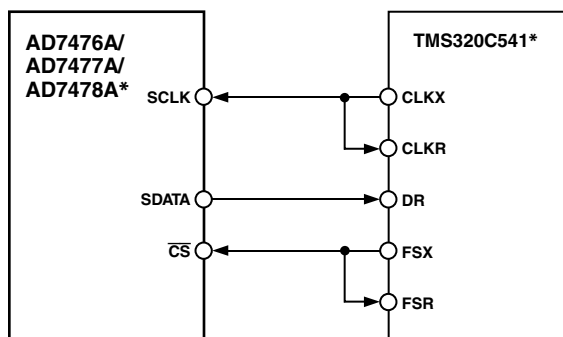 AD7476A/
AD7477A/
AD7478A*
TMS320C541*
SCLK
CLKX
CLKR
SDATA
DR
CS
FSX
FSR